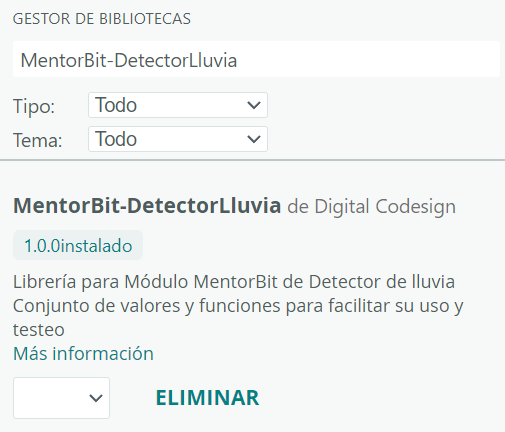 GESTOR DE BIBLIOTECAS
MentorBit-DetectorLluvia
Tipo: Todo
Tema: Todo
MentorBit-DetectorLluvia de Digital Codesign
1.0.0instalado
Librería para Módulo MentorBit de Detector de lluvia
Conjunto de valores y funciones para facilitar su uso y
testeo
Más información
ELIMINAR